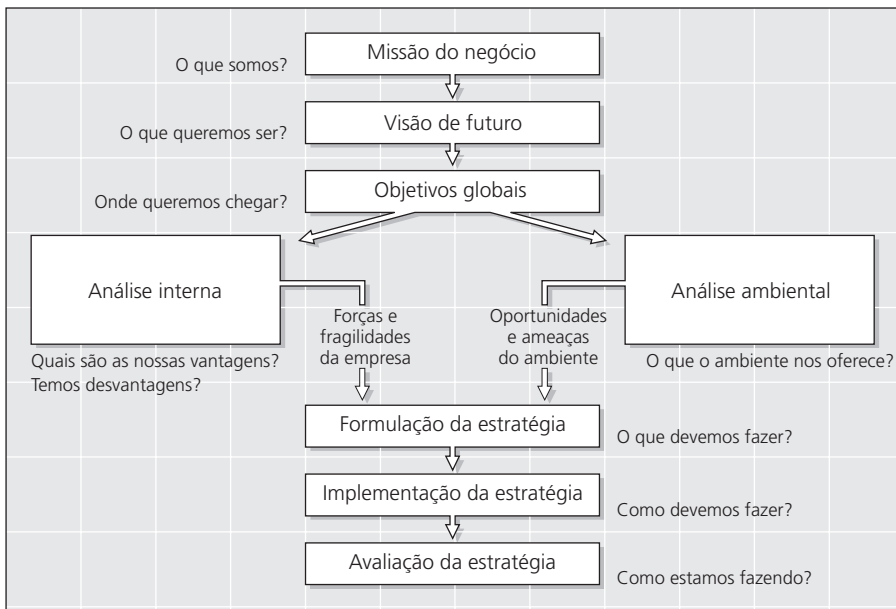 Missão do negócio
O que somos?
Visão de futuro
O que queremos ser?
Objetivos globais
Onde queremos chegar?
Análise interna
Análise ambiental
Forças e
fragilidades
da empresa
Oportunidades
e ameaças
do ambiente
Quais são as nossas vantagens?
Temos desvantagens?
O que o ambiente nos oferece?
Formulação da estratégia
O que devemos fazer?
Implementação da estratégia
Como devemos fazer?
Avaliação da estratégia
Como estamos fazendo?